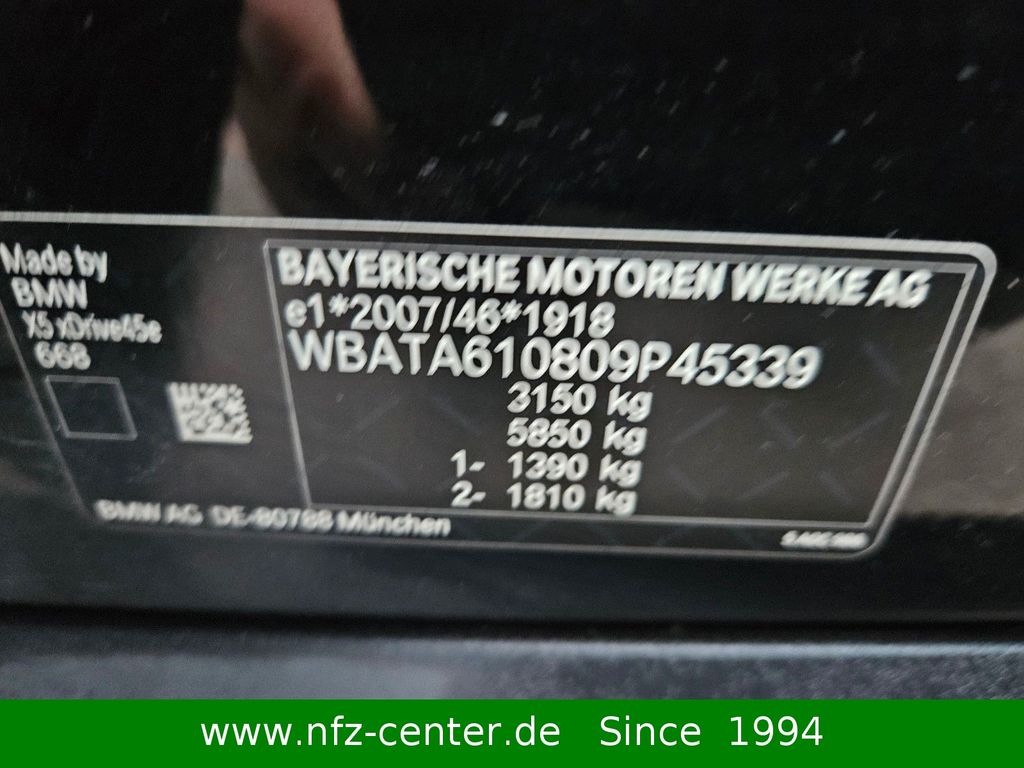 Made by
BMW
X5 xDrive45e
668
BAYERISCHE MOTOREN WERKE AG
e1*2007/46*1918
WBATA610809P45339
3150 kg
5850 kg
1- 1390 kg
2- 1810 kg
BMW AG DE-80788 München
www.nfz-center.de Since 1994